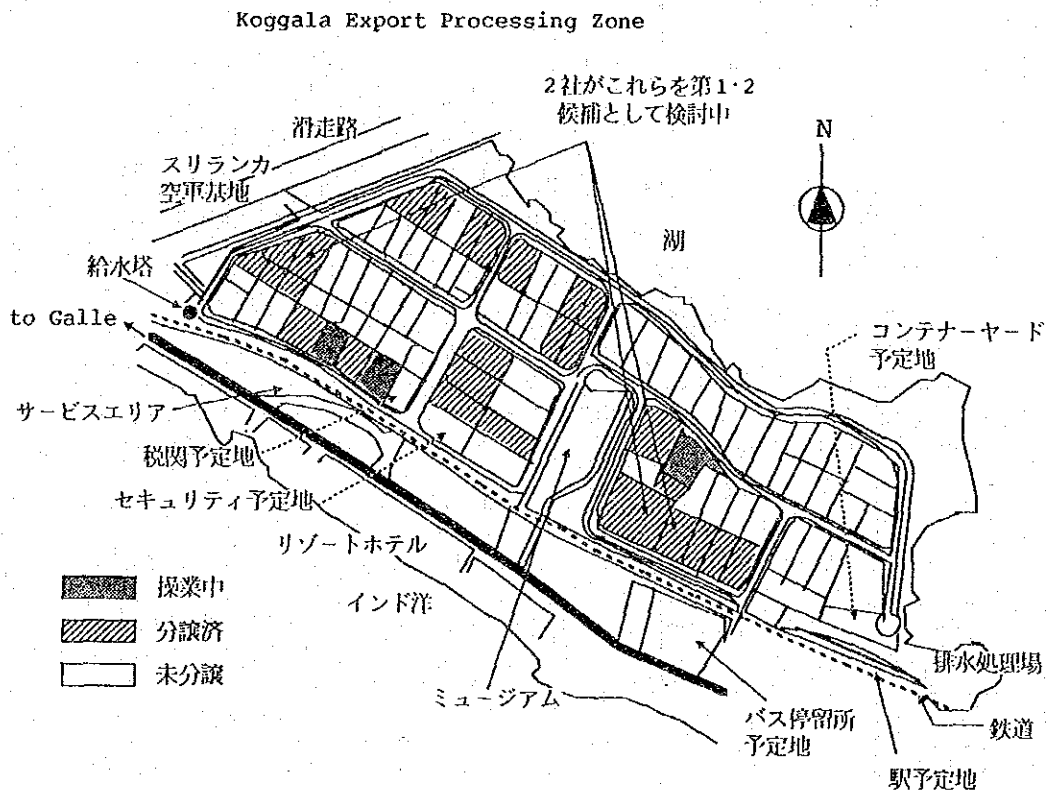 Koggala Export Processing Zone
2社がこれらを第1・2
候補として検討中
滑走路
N
スリランカ
空軍基地
湖
給水塔
to Galle
コンテナーヤード
予定地
サービスエリア
税関予定地
セキュリティ予定地
リゾートホテル
操業中
インド洋
分譲済
未分譲
排水処理場
ミュージアム
バス停留所
予定地
鉄道
駅予定地